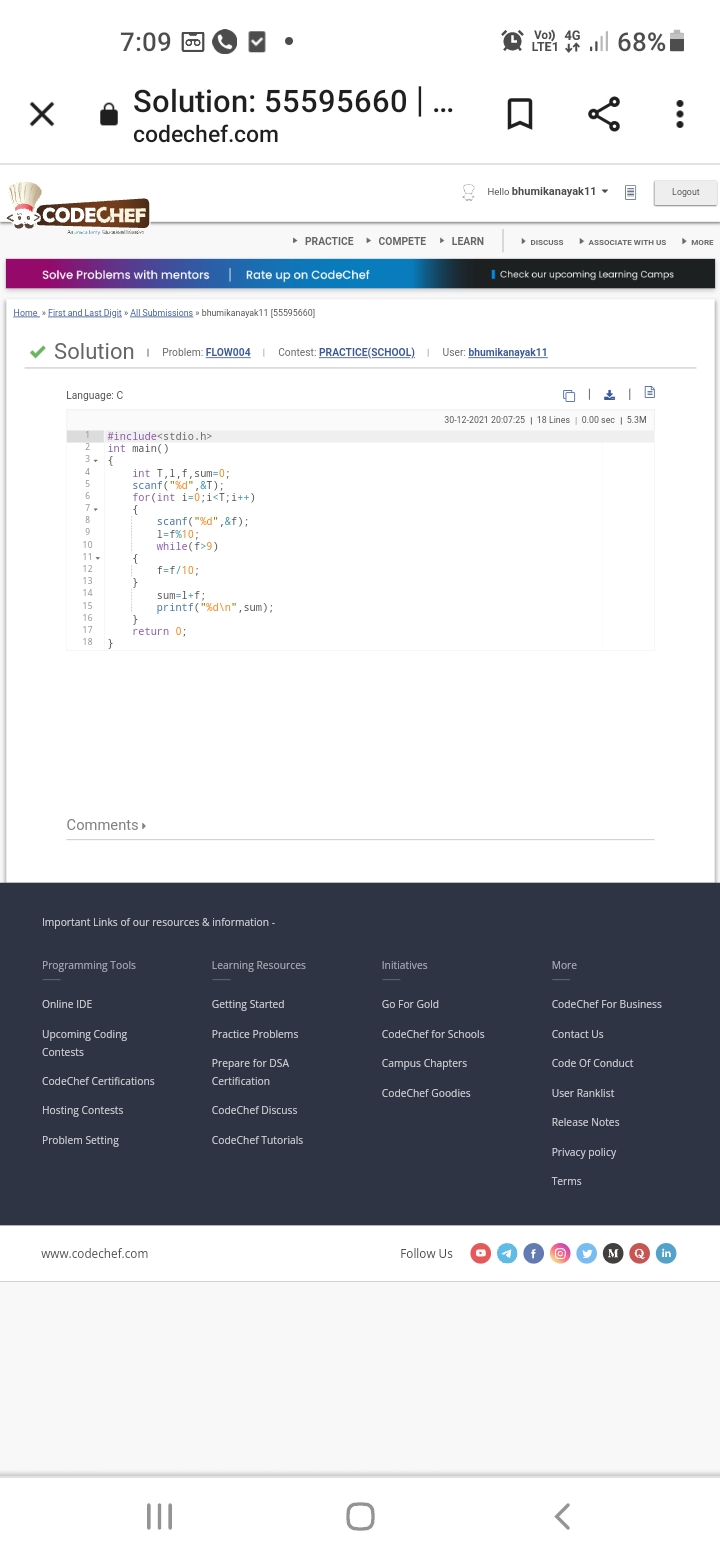 7:09 Vo) LTE1 4G 68%
Solution: 55595660 | ...
codechef.com
CODECHEF
Hello bhumikanayak11
Logout
PRACTICE COMPETE LEARN DISCUSS ASSOCIATE WITH US MORE
Solve Problems with mentors | Rate up on CodeChef Check our upcoming Learning Camps
Home » First and Last Digit » All Submissions » bhumikanayak11 [55595660]
Solution | Problem: FLOW004 | Contest: PRACTICE(SCHOOL) | User: bhumikanayak11
Language: C
30-12-2021 20:07:25 | 18 Lines | 0.00 sec | 5.3M
1 #include<stdio.h>
2 int main()
3 {
4 int T,l,f,sum=0;
5 scanf("%d",&T);
6 for(int i=0;i<T;i++)
7 {
8 scanf("%d",&f);
9 l=f%10;
10 while(f>9)
11 {
12 f=f/10;
13 }
14 sum=l+f;
15 printf("%d\n",sum);
16 }
17 return 0;
18 }
Comments
Important Links of our resources & information -
Programming Tools
Online IDE
Upcoming Coding
Contests
CodeChef Certifications
Hosting Contests
Problem Setting
Learning Resources
Getting Started
Practice Problems
Prepare for DSA
Certification
CodeChef Discuss
CodeChef Tutorials
Initiatives
Go For Gold
CodeChef for Schools
Campus Chapters
CodeChef Goodies
More
CodeChef For Business
Contact Us
Code Of Conduct
User Ranklist
Release Notes
Privacy policy
Terms
www.codechef.com
Follow Us